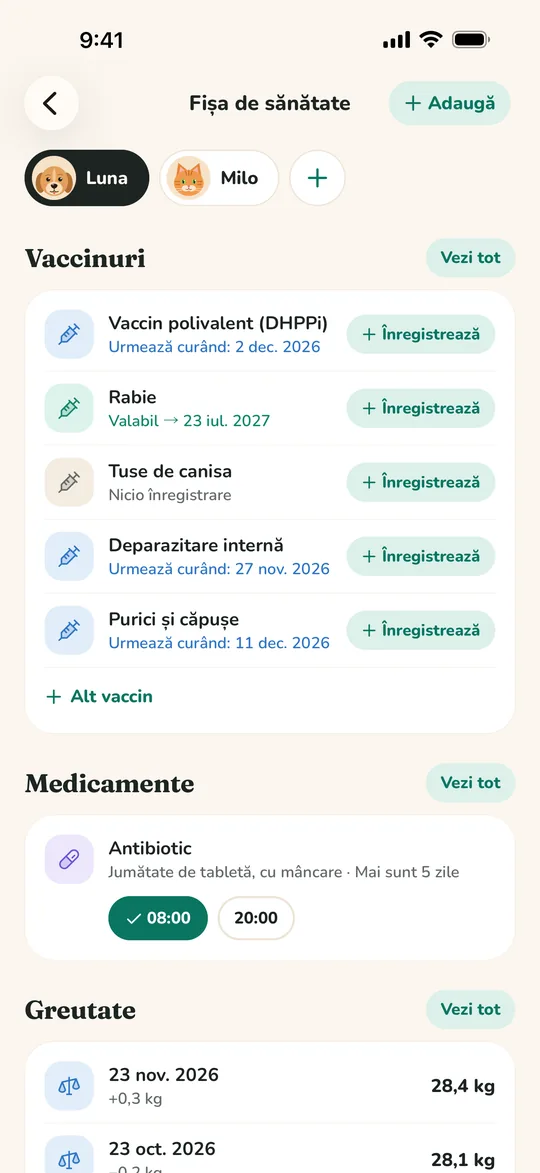 9:41
Fișa de sănătate
+ Adaugă
Luna
Milo
+
Vaccinuri
Vezi tot
Vaccin polivalent (DHPPi)
Urmează curând: 2 dec. 2026
+ Înregistrează
Rabie
Valabil → 23 iul. 2027
+ Înregistrează
Tuse de canisa
Nicio înregistrare
+ Înregistrează
Deparazitare internă
Urmează curând: 27 nov. 2026
+ Înregistrează
Purici și căpușe
Urmează curând: 11 dec. 2026
+ Înregistrează
+ Alt vaccin
Medicamente
Vezi tot
Antibiotic
Jumătate de tabletă, cu mâncare · Mai sunt 5 zile
✓ 08:00
20:00
Greutate
Vezi tot
23 nov. 2026
+0,3 kg
28,4 kg
23 oct. 2026
−0,2 kg
28,1 kg